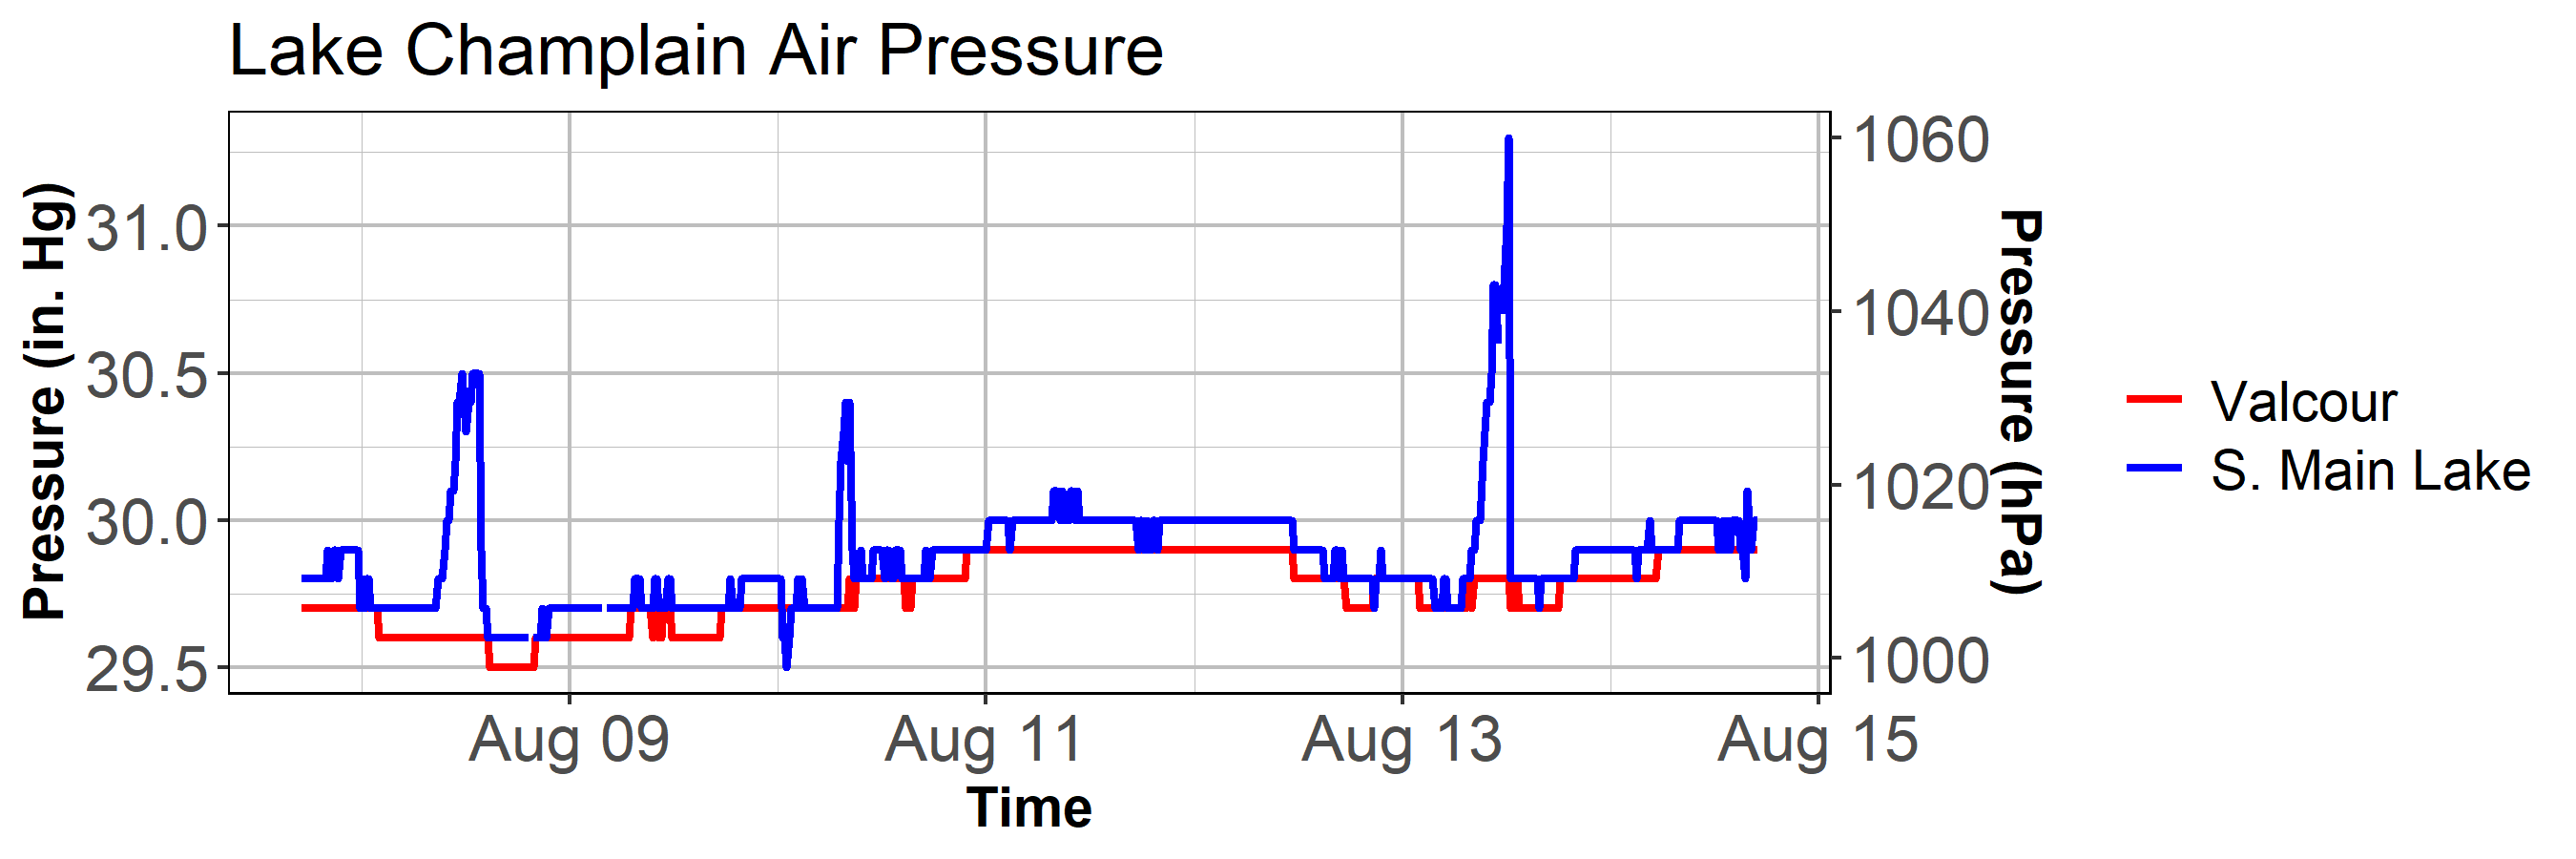 Lake Champlain Air Pressure
Pressure (in. Hg)
31.0
30.5
30.0
29.5
1060
1040
1020
1000
Pressure (hPa)
Aug 09
Aug 11
Aug 13
Aug 15
Time
Valcour
S. Main Lake